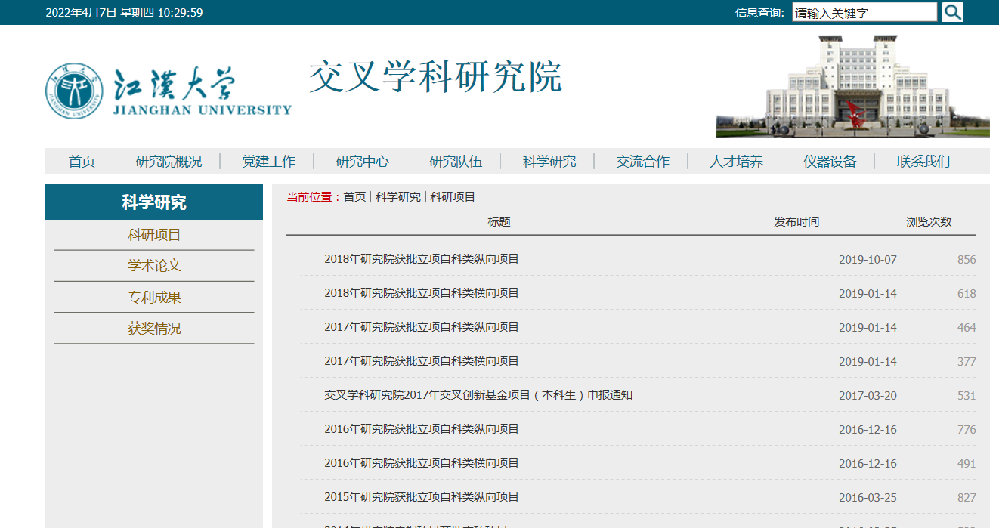 2022年4月7日 星期四 10:29:59 信息查询: 请输入关键字
江汉大学 交叉学科研究院
JIANGHAN UNIVERSITY
首页 研究院概况 党建工作 研究中心 研究队伍 科学研究 交流合作 人才培养 仪器设备 联系我们
科学研究
科研项目
学术论文
专利成果
获奖情况
当前位置：首页 | 科学研究 | 科研项目
标题 发布时间 浏览次数
2018年研究院获批立项自科类纵向项目 2019-10-07 856
2018年研究院获批立项自科类横向项目 2019-01-14 618
2017年研究院获批立项自科类纵向项目 2019-01-14 464
2017年研究院获批立项自科类横向项目 2019-01-14 377
交叉学科研究院2017年交叉创新基金项目（本科生）申报通知 2017-03-20 531
2016年研究院获批立项自科类纵向项目 2016-12-16 776
2016年研究院获批立项自科类横向项目 2016-12-16 491
2015年研究院获批立项自科类纵向项目 2016-03-25 827